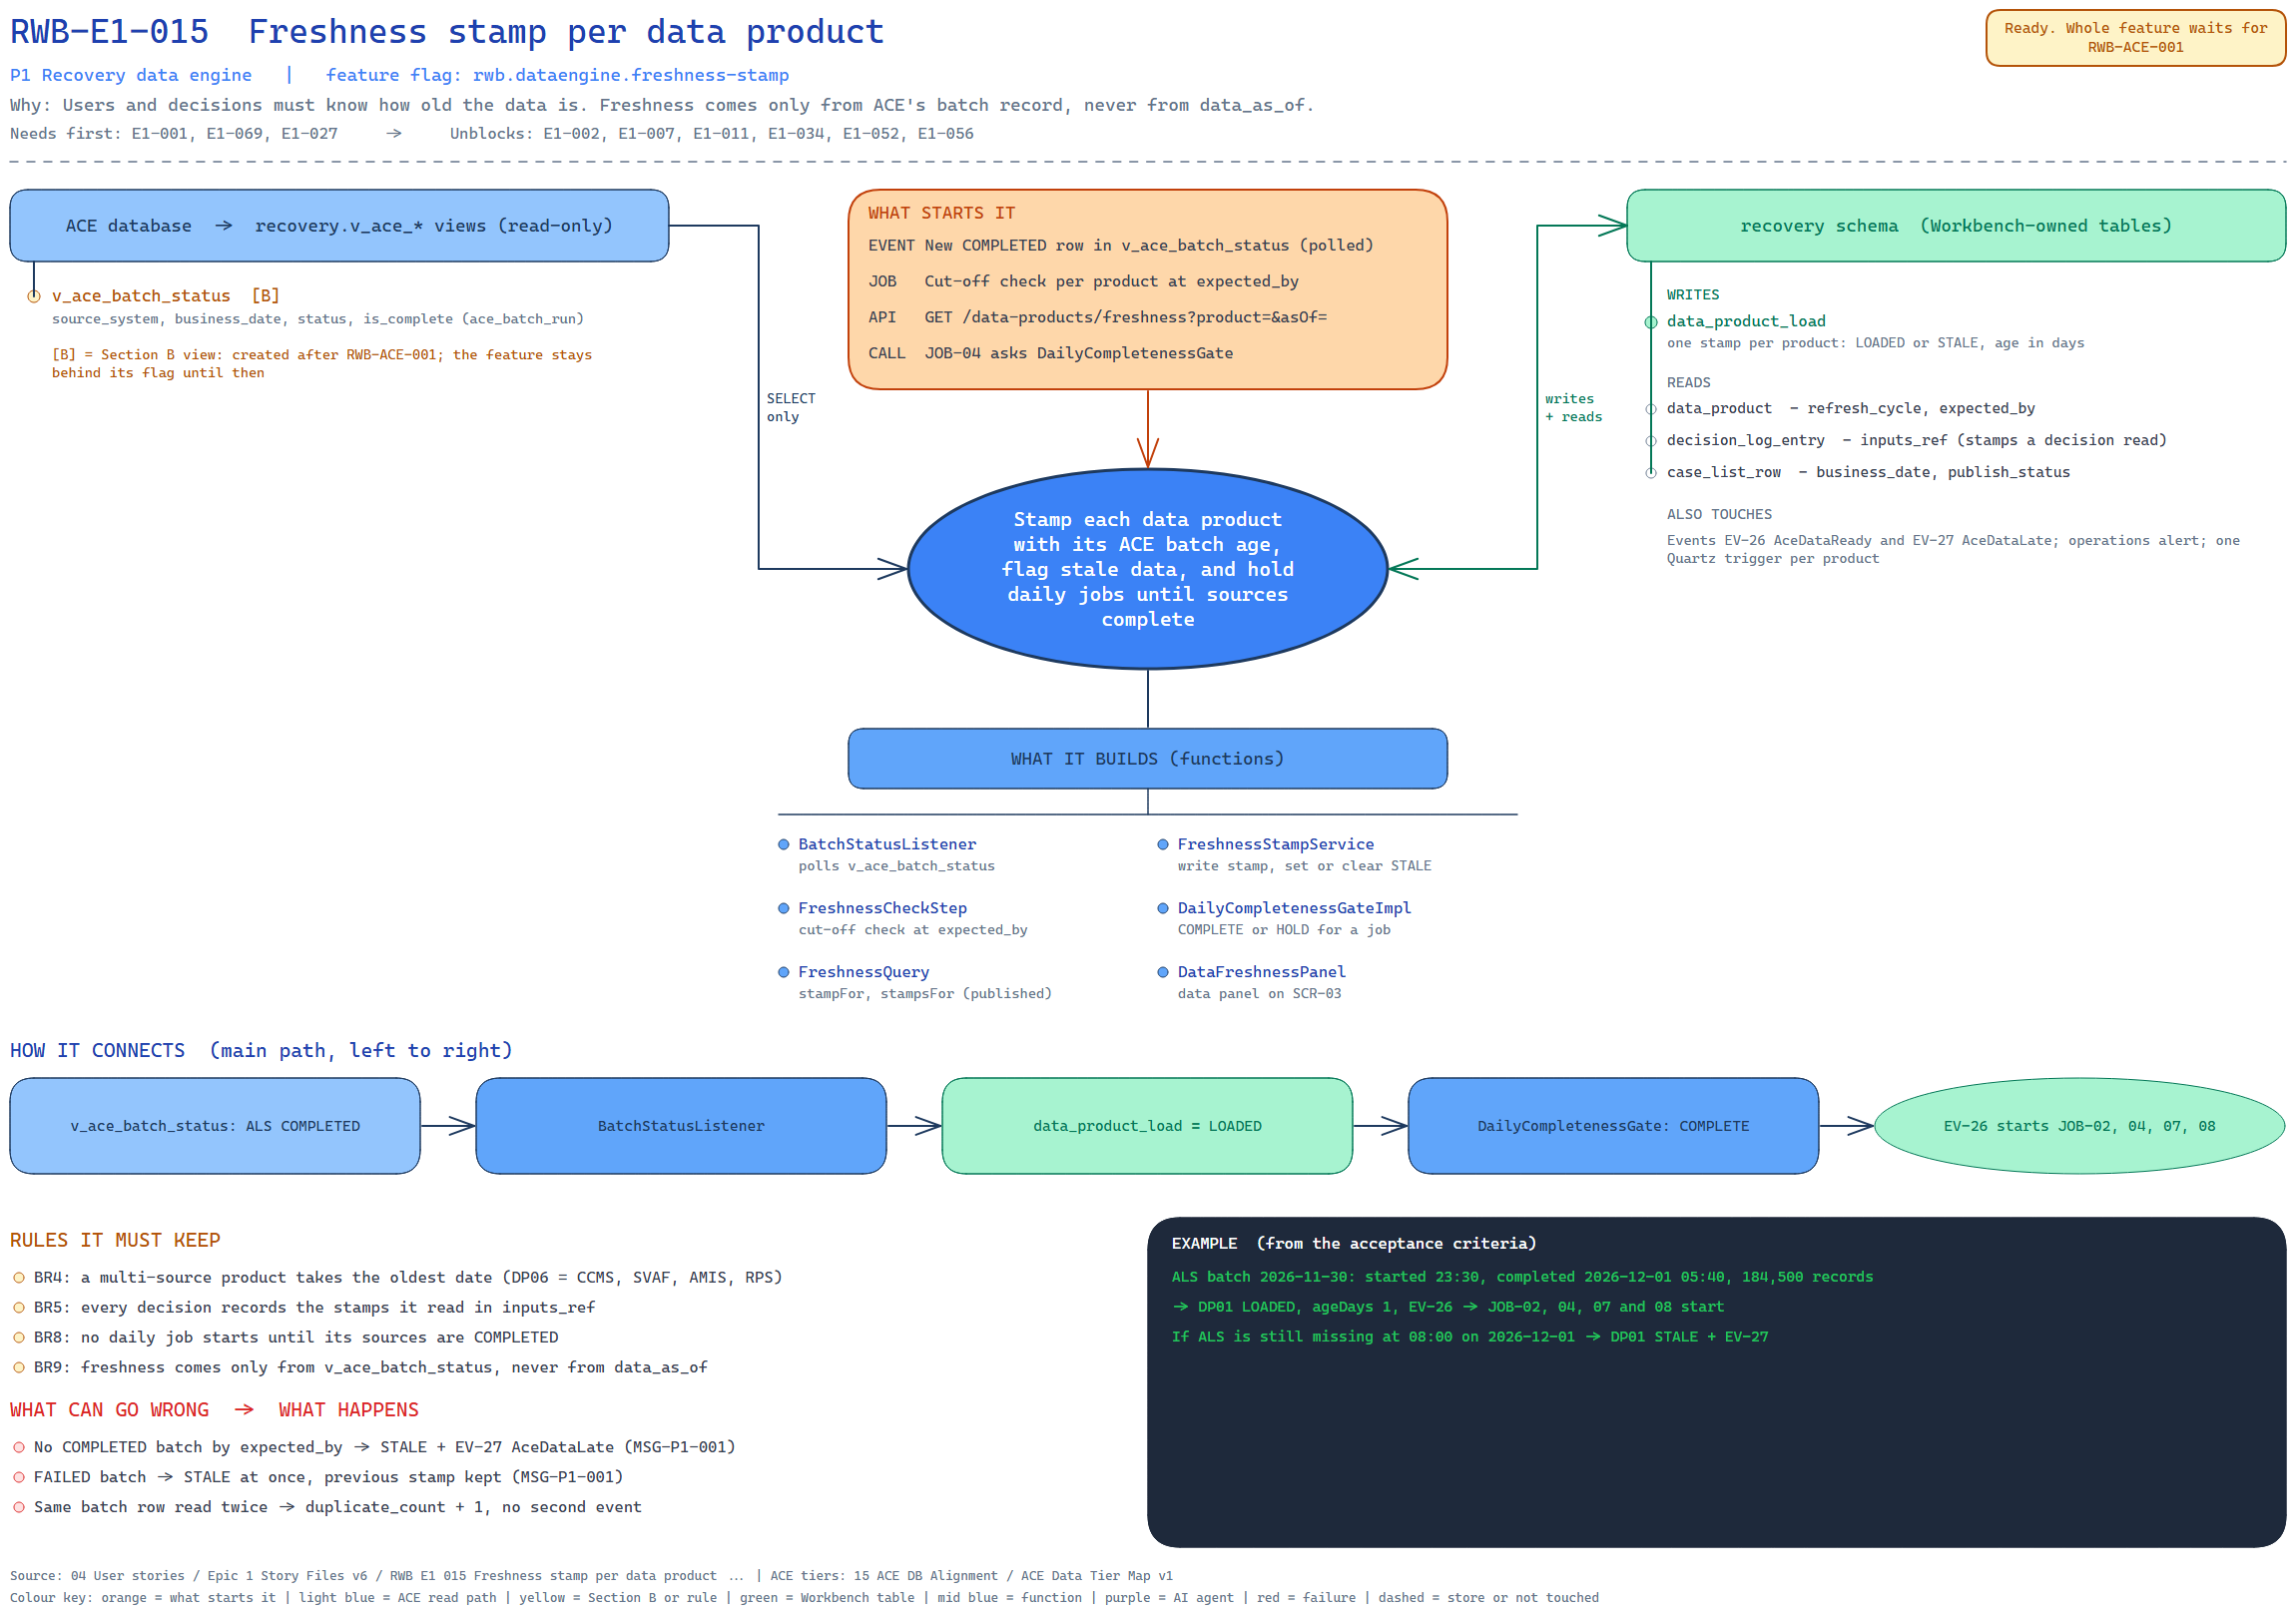 RWB-E1-015  Freshness stamp per data product
Ready. Whole feature waits for
RWB-ACE-001
P1 Recovery data engine   |   feature flag: rwb.dataengine.freshness-stamp
Why: Users and decisions must know how old the data is. Freshness comes only from ACE's batch record, never from data_as_of.
Needs first: E1-001, E1-069, E1-027     →     Unblocks: E1-002, E1-007, E1-011, E1-034, E1-052, E1-056
ACE database  →  recovery.v_ace_* views (read-only)
v_ace_batch_status  [B]
source_system, business_date, status, is_complete (ace_batch_run)
[B] = Section B view: created after RWB-ACE-001; the feature stays
behind its flag until then
SELECT
only
WHAT STARTS IT
EVENT New COMPLETED row in v_ace_batch_status (polled)
JOB   Cut-off check per product at expected_by
API   GET /data-products/freshness?product=&asOf=
CALL  JOB-04 asks DailyCompletenessGate
writes
+ reads
recovery schema  (Workbench-owned tables)
WRITES
data_product_load
one stamp per product: LOADED or STALE, age in days
READS
data_product  - refresh_cycle, expected_by
decision_log_entry  - inputs_ref (stamps a decision read)
case_list_row  - business_date, publish_status
ALSO TOUCHES
Events EV-26 AceDataReady and EV-27 AceDataLate; operations alert; one
Quartz trigger per product
Stamp each data product
with its ACE batch age,
flag stale data, and hold
daily jobs until sources
complete
WHAT IT BUILDS (functions)
BatchStatusListener
polls v_ace_batch_status
FreshnessStampService
write stamp, set or clear STALE
FreshnessCheckStep
cut-off check at expected_by
DailyCompletenessGateImpl
COMPLETE or HOLD for a job
FreshnessQuery
stampFor, stampsFor (published)
DataFreshnessPanel
data panel on SCR-03
HOW IT CONNECTS  (main path, left to right)
v_ace_batch_status: ALS COMPLETED
BatchStatusListener
data_product_load = LOADED
DailyCompletenessGate: COMPLETE
EV-26 starts JOB-02, 04, 07, 08
RULES IT MUST KEEP
BR4: a multi-source product takes the oldest date (DP06 = CCMS, SVAF, AMIS, RPS)
BR5: every decision records the stamps it read in inputs_ref
BR8: no daily job starts until its sources are COMPLETED
BR9: freshness comes only from v_ace_batch_status, never from data_as_of
WHAT CAN GO WRONG  →  WHAT HAPPENS
No COMPLETED batch by expected_by → STALE + EV-27 AceDataLate (MSG-P1-001)
FAILED batch → STALE at once, previous stamp kept (MSG-P1-001)
Same batch row read twice → duplicate_count + 1, no second event
EXAMPLE  (from the acceptance criteria)
ALS batch 2026-11-30: started 23:30, completed 2026-12-01 05:40, 184,500 records
→ DP01 LOADED, ageDays 1, EV-26 → JOB-02, 04, 07 and 08 start
If ALS is still missing at 08:00 on 2026-12-01 → DP01 STALE + EV-27
Source: 04 User stories / Epic 1 Story Files v6 / RWB E1 015 Freshness stamp per data product ... | ACE tiers: 15 ACE DB Alignment / ACE Data Tier Map v1
Colour key: orange = what starts it | light blue = ACE read path | yellow = Section B or rule | green = Workbench table | mid blue = function | purple = AI agent | red = failure | dashed = store or not touched